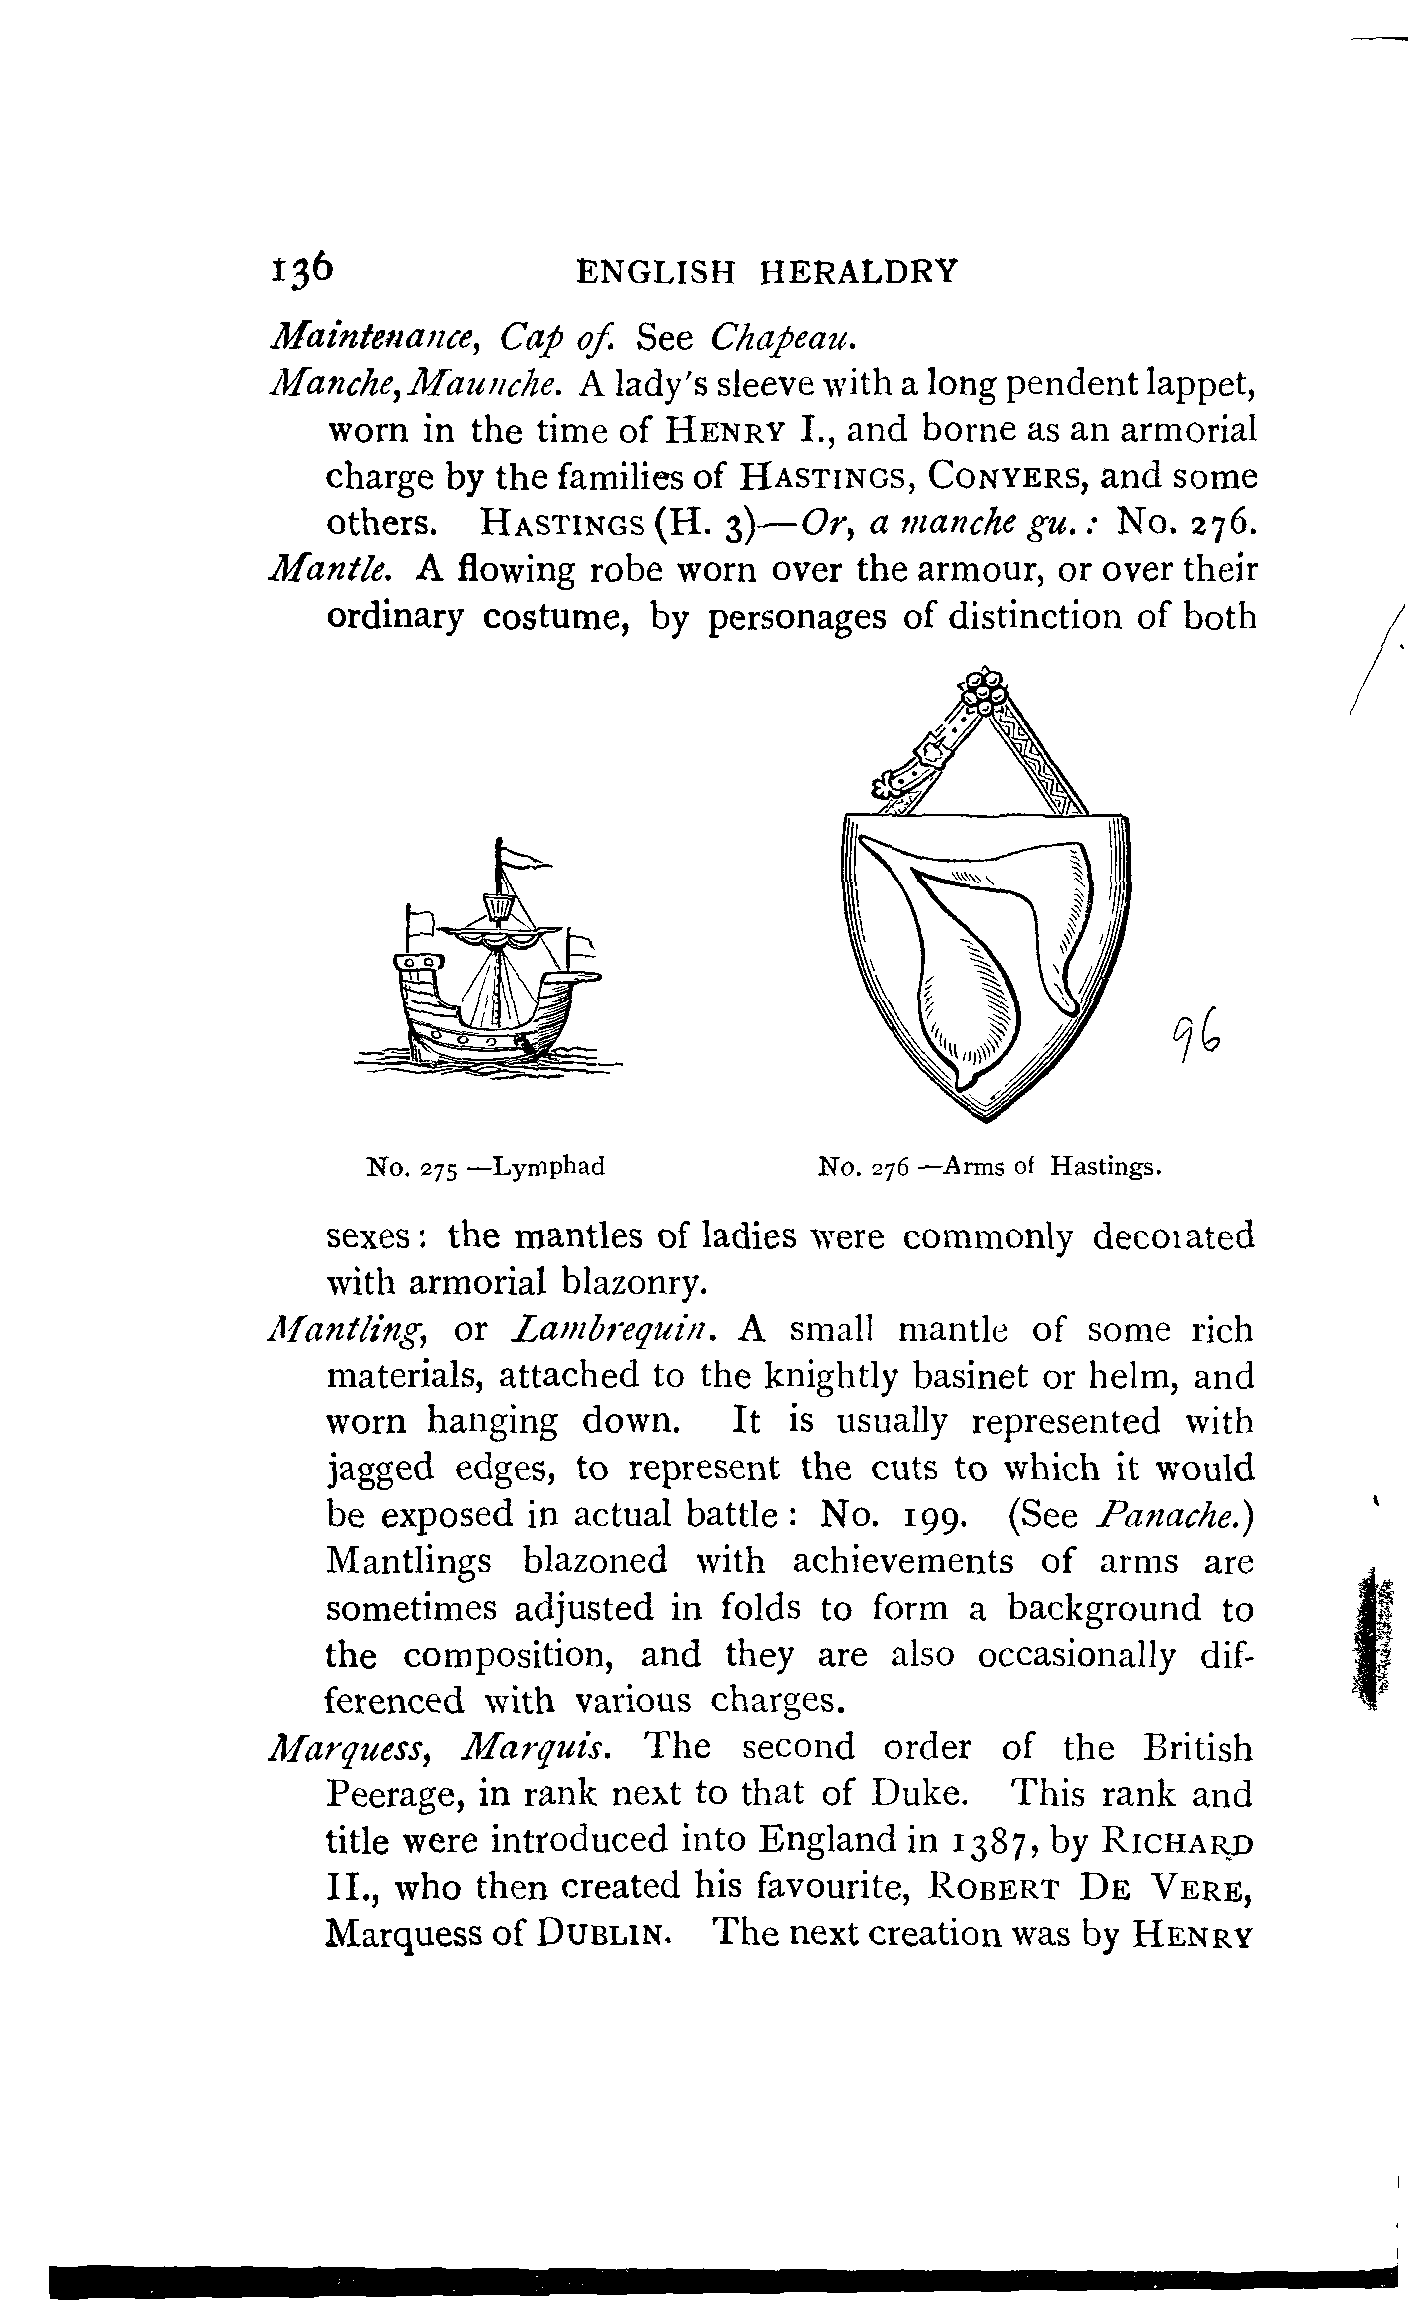 136 ENGLISH HERALDRY
Maintenance, Cap of. See Chapeau.
Manche, Maunche. A lady's sleeve with a long pendent lappet,
worn in the time of HENRY I., and borne as an armorial
charge by the families of HASTINGS, CONYERS, and some
others. HASTINGS (H. 3)—Or, a manche gu.: No. 276.
Mantle. A flowing robe worn over the armour, or over their
ordinary costume, by personages of distinction of both
96
No. 275 —Lymphad
No. 276 —Arms of Hastings.
sexes: the mantles of ladies were commonly decorated
with armorial blazonry.
Mantling, or Lambrequin. A small mantle of some rich
materials, attached to the knightly basinet or helm, and
worn hanging down. It is usually represented with
jagged edges, to represent the cuts to which it would
be exposed in actual battle: No. 199. (See Panache.)
Mantlings blazoned with achievements of arms are
sometimes adjusted in folds to form a background to
the composition, and they are also occasionally dif-
ferenced with various charges.
Marquess, Marquis. The second order of the British
Peerage, in rank next to that of Duke. This rank and
title were introduced into England in 1387, by RICHARD
II., who then created his favourite, ROBERT DE VERE,
Marquess of DUBLIN. The next creation was by HENRY